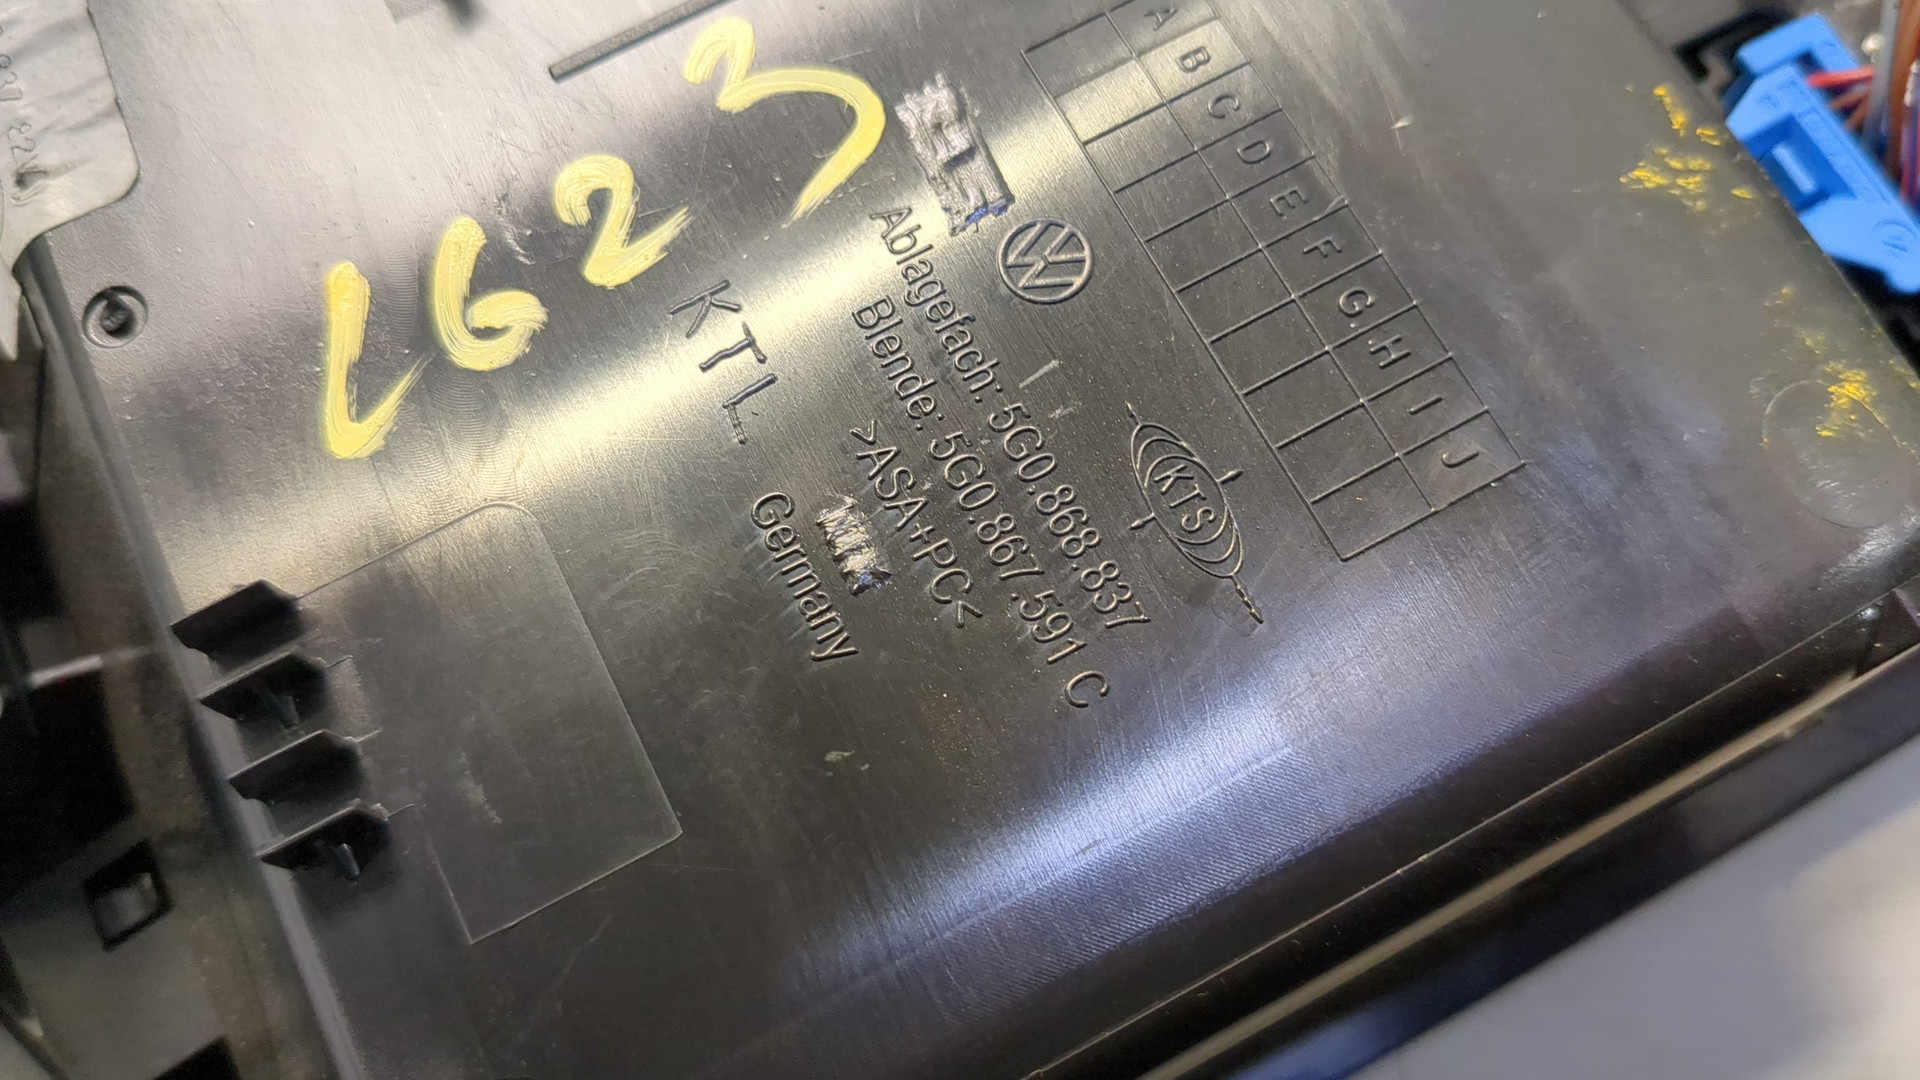 LG23
KTL
Ablagefach: 5G0.868.837
Blende: 5G0.867.591 C
>ASA+PC<
Germany
KTS
A
B
C
D
E
F
G
H
I
J